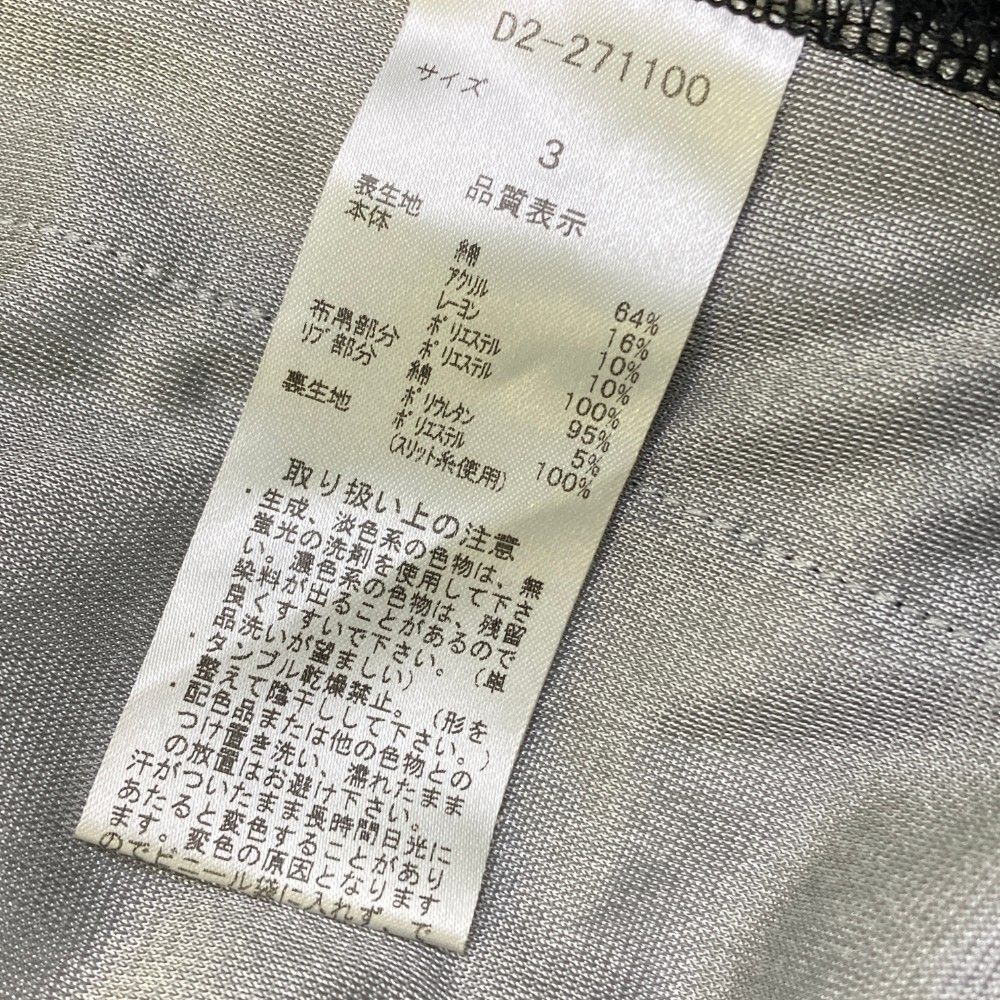 D2-271100
サイズ
3
品質表示
表生地
本体 綿 64%
アクリル 16%
レーヨン 10%
ポリエステル 10%
布帛部分 ポリエステル 100%
リブ部分 綿 95%
ポリウレタン 5%
裏生地 ポリエステル 100%
(スリット糸使用)
取り扱い上の注意
・生成、淡色系の色物は、無
蛍光の洗剤を使用して下さ
い。濃色系の色物は、残留
染料が出ることがあるので
良くすすいで下さい。(単
品洗いが望ましい)
・タンブル乾燥禁止。(形を
整えて陰干しして下さい。)
・配色品または他の色物との
つけ置き洗い、濡れたまま
の放置はお避け下さい。
汗がついたまま長時間日光に
あたると変色することがあり
ます。変色の原因となります
のでビニール袋に入れず、で